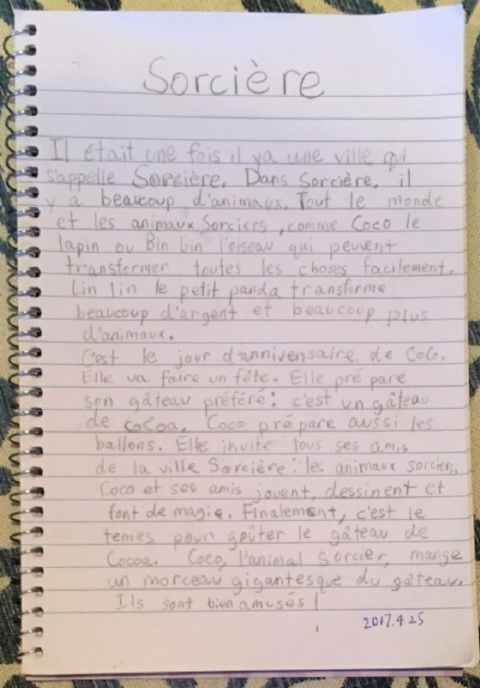 Sorcière
Il était une fois il ya une ville qui
s'appelle Sorsière. Dans Sorcière, il
y a beaucoup d'animaux. Tout le monde
et les animaux Sorciers, comme Coco le
lapin ou Bin bin l'oiseau qui peuvent
transformer toutes les choses facilement.
Lin lin le petit panda transforme
beaucoup d'argent et beaucoup plus
d'animaux.
C'est le jour d'anniversaire de Coco.
Elle va faire un fête. Elle pré pare
son gâteau préféré: c'est un gâteau
de cocoa. Coco pré pare aussi les
ballons. Elle invite tous ses amis
de la ville Sorcière: les animaux sorciers.
Coco et ses amis jouent, dessinent et
font de magie. Finalement, c'est le
temes pour goûter le gâteau de
Cocoa. Coco, l'animal sorcier, mange
un morceau gigantesque du gâteau.
Ils sont bien amusés!
2017.4.25